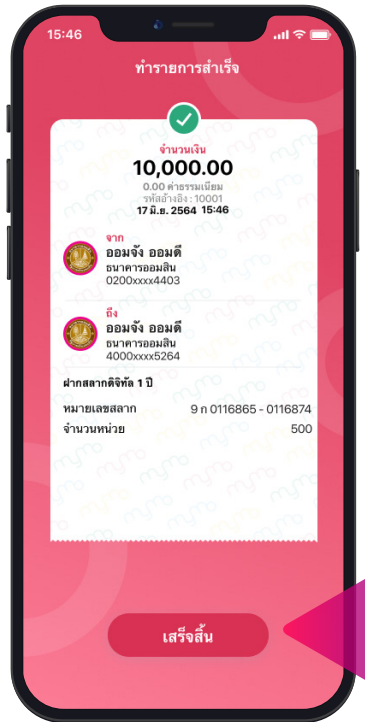 15:46
ทำรายการสำเร็จ
จำนวนเงิน
10,000.00
0.00 ค่าธรรมเนียม
รหัสอ้างอิง : 10001
17 มิ.ย. 2564 15:46
จาก
ออมจัง ออมดี
ธนาคารออมสิน
0200xxxx4403
ถึง
ออมจัง ออมดี
ธนาคารออมสิน
4000xxxx5264
ฝากสลากดิจิทัล 1 ปี
หมายเลขสลาก 9 ก 0116865 - 0116874
จำนวนหน่วย 500
เสร็จสิ้น